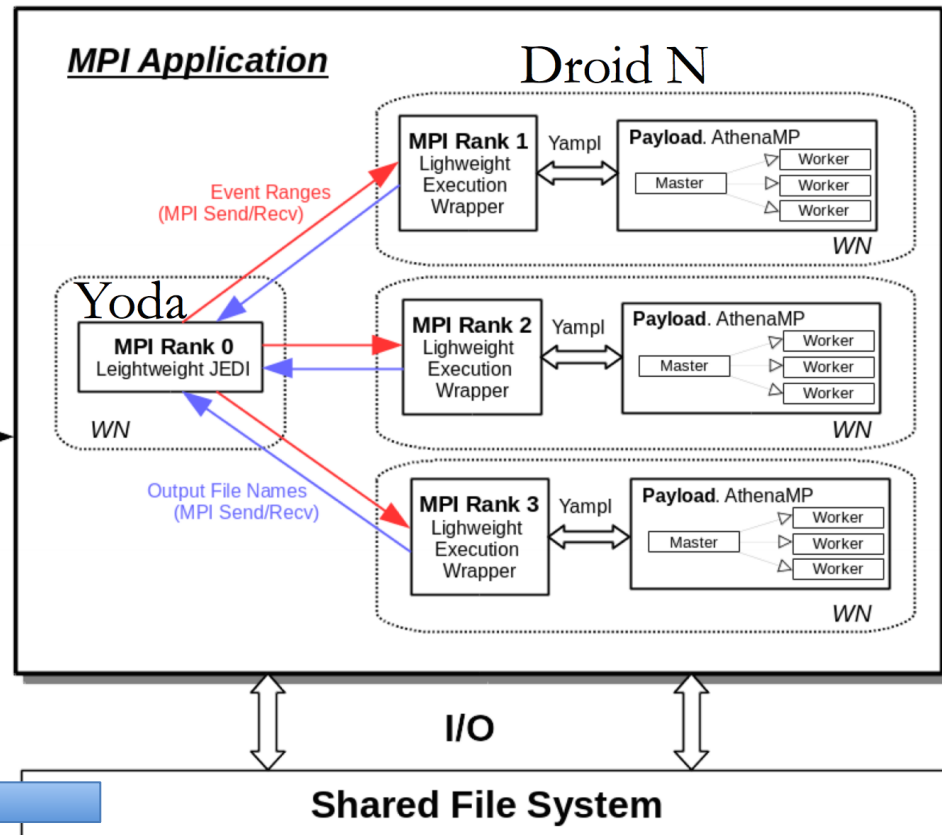 MPI Application
Droid N
MPI Rank 1
Lighweight
Execution
Wrapper
Yampl
Payload. AthenaMP
Master
Worker
Worker
Worker
WN
Event Ranges
(MPI Send/Recv)
Yoda
MPI Rank 0
Leightweight JEDI
WN
MPI Rank 2
Lighweight
Execution
Wrapper
Yampl
Payload. AthenaMP
Master
Worker
Worker
Worker
WN
Output File Names
(MPI Send/Recv)
MPI Rank 3
Lighweight
Execution
Wrapper
Yampl
Payload. AthenaMP
Master
Worker
Worker
Worker
WN
I/O
Shared File System